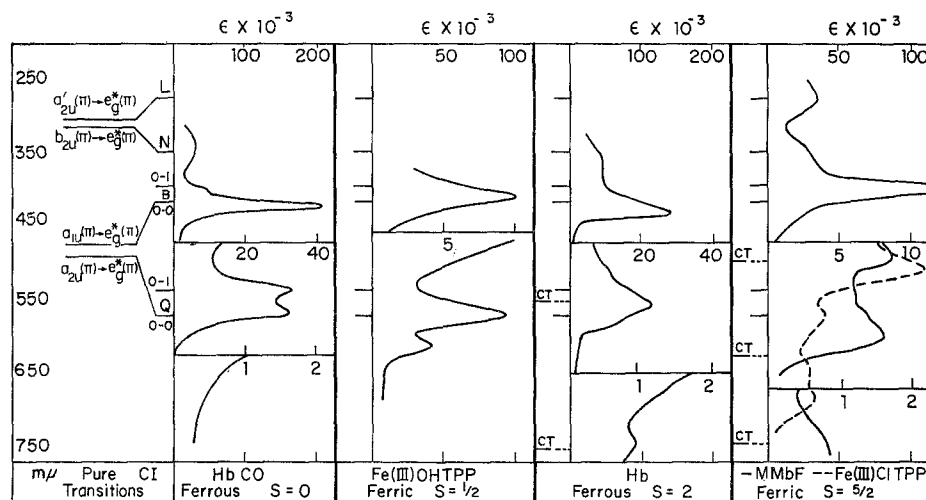 ϵ X 10⁻³ ϵ X 10⁻³ ϵ X 10⁻³ ϵ X 10⁻³
100 200 50 100 100 200 50 100
250
L
a'₂ᵤ(π)→e*g(π)
b₂ᵤ(π)→e*g(π)
N
350
0-1
B
0-0
450
a₁ᵤ(π)→e*g(π)
20 40 5 20 40 5 10
a₂ᵤ(π)→e*g(π)
CT
0-1
550
CT
Q
0-0
CT
650
1 2 1 2 1 2
CT CT
750
mμ Pure CI Hb CO Fe(III)OHTPP Hb —MMbF ---Fe(III)ClTPP
Transitions Ferrous S = 0 Ferric S = ½ Ferrous S = 2 Ferric S = 5/2